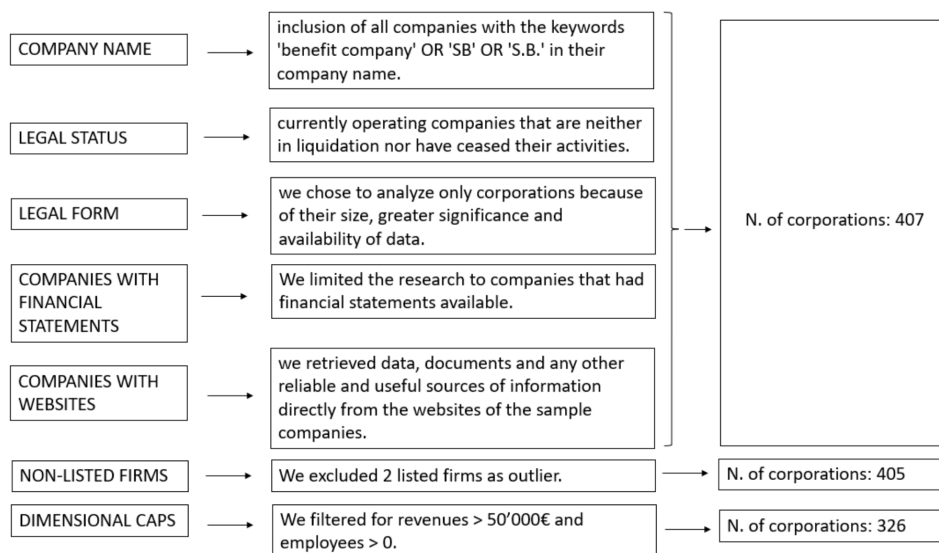 COMPANY NAME
inclusion of all companies with the keywords
'benefit company' OR 'SB' OR 'S.B.' in their
company name.
LEGAL STATUS
currently operating companies that are neither
in liquidation nor have ceased their activities.
LEGAL FORM
we chose to analyze only corporations because
of their size, greater significance and
availability of data.
COMPANIES WITH
FINANCIAL
STATEMENTS
We limited the research to companies that had
financial statements available.
COMPANIES WITH
WEBSITES
we retrieved data, documents and any other
reliable and useful sources of information
directly from the websites of the sample
companies.
N. of corporations: 407
NON-LISTED FIRMS
We excluded 2 listed firms as outlier.
N. of corporations: 405
DIMENSIONAL CAPS
We filtered for revenues > 50’000€ and
employees > 0.
N. of corporations: 326